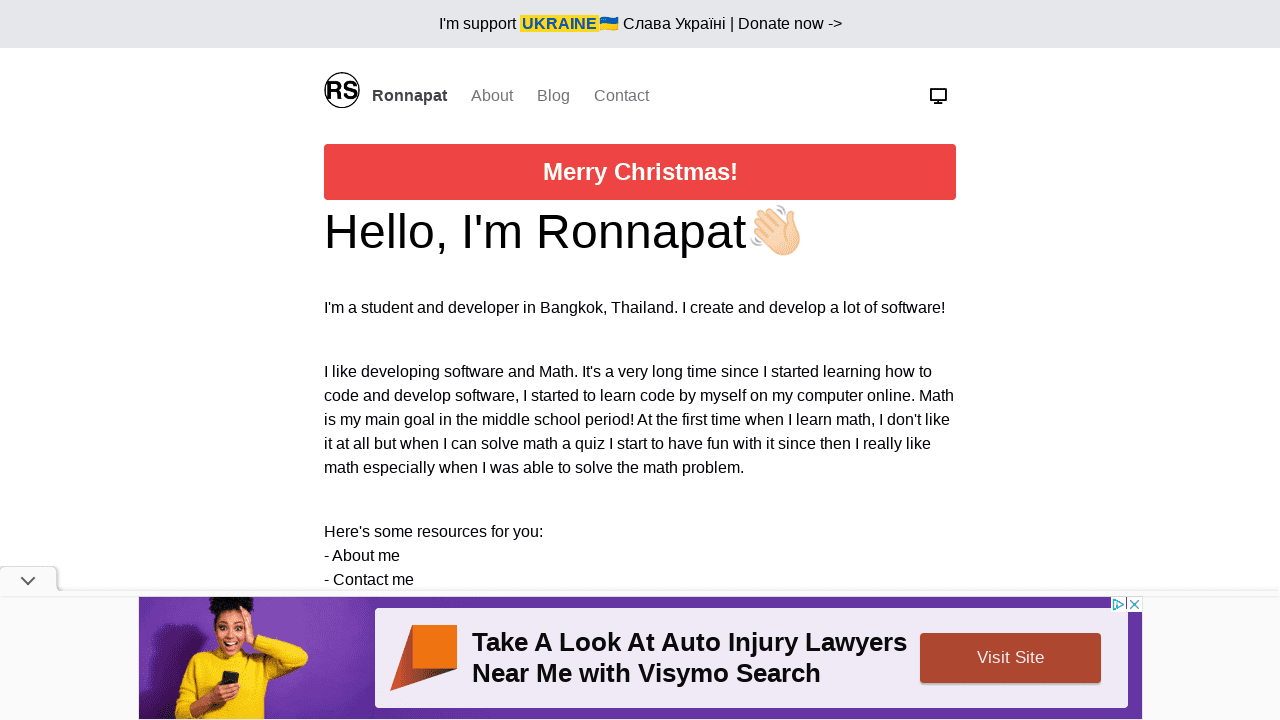 I'm support UKRAINE🇺🇦 Слава Україні | Donate now ->
RS Ronnapat About Blog Contact
Merry Christmas!
Hello, I'm Ronnapat👋🏻
I'm a student and developer in Bangkok, Thailand. I create and develop a lot of software!
I like developing software and Math. It's a very long time since I started learning how to
code and develop software, I started to learn code by myself on my computer online. Math
is my main goal in the middle school period! At the first time when I learn math, I don't like
it at all but when I can solve math a quiz I start to have fun with it since then I really like
math especially when I was able to solve the math problem.
Here's some resources for you:
- About me
- Contact me
Take A Look At Auto Injury Lawyers
Near Me with Visymo Search
Visit Site